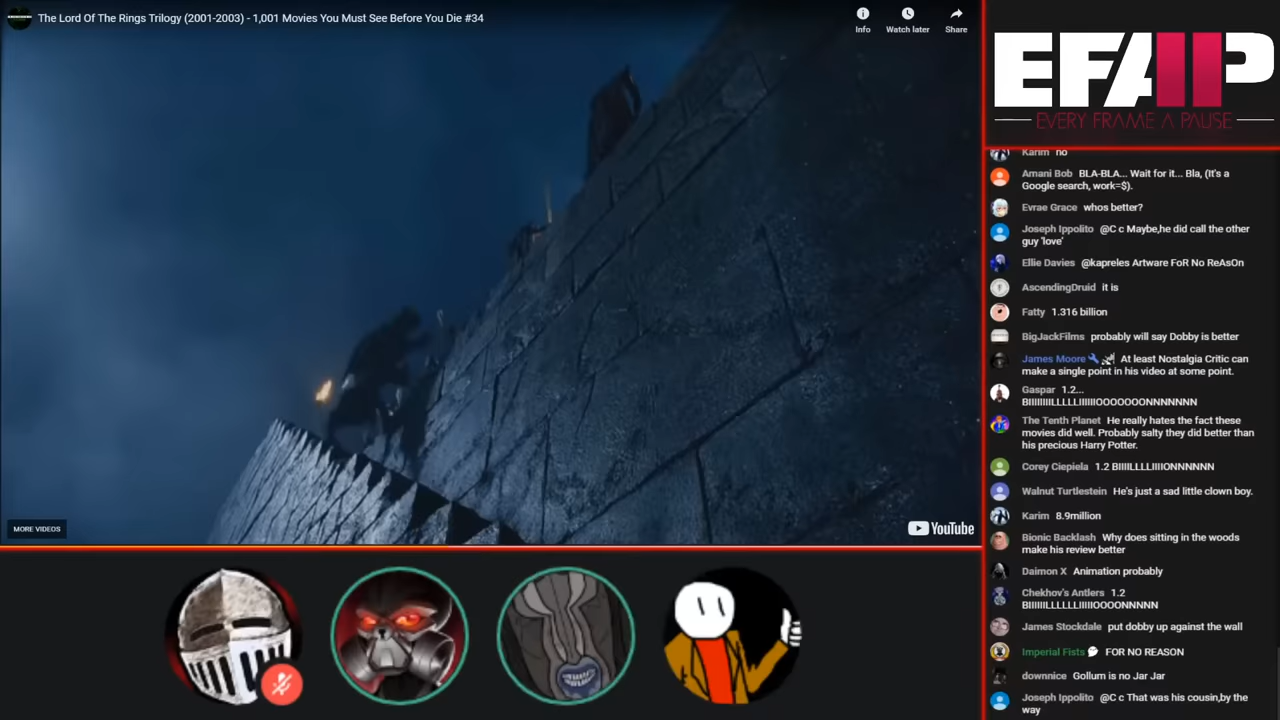 The Lord Of The Rings Trilogy (2001-2003) - 1,001 Movies You Must See Before You Die #34
Info
Watch later
Share
MORE VIDEOS
YouTube
EFAP
EVERY FRAME A PAUSE
Karim no
Amani Bob BLA-BLA... Wait for it... Bla, (It's a
Google search, work=$).
Evrae Grace whos better?
Joseph Ippolito @C c Maybe,he did call the other
guy 'love'
Ellie Davies @kapreles Artware FoR No ReAsOn
AscendingDruid it is
Fatty 1.316 billion
BigJackFilms probably will say Dobby is better
James Moore At least Nostalgia Critic can
make a single point in his video at some point.
Gaspar 1.2...
BIIIIIIIILLLLLIIIIIIOOOOOOONNNNNNN
The Tenth Planet He really hates the fact these
movies did well. Probably salty they did better than
his precious Harry Potter.
Corey Ciepiela 1.2 BIIIILLLLIIIIONNNNNN
Walnut Turtlestein He's just a sad little clown boy.
Karim 8.9million
Bionic Backlash Why does sitting in the woods
make his review better
Daimon X Animation probably
Chekhov's Antlers 1.2
BIIIIIIILLLLLLIIIIIOOOONNNNN
James Stockdale put dobby up against the wall
Imperial Fists FOR NO REASON
downnice Gollum is no Jar Jar
Joseph Ippolito @C c That was his cousin,by the
way